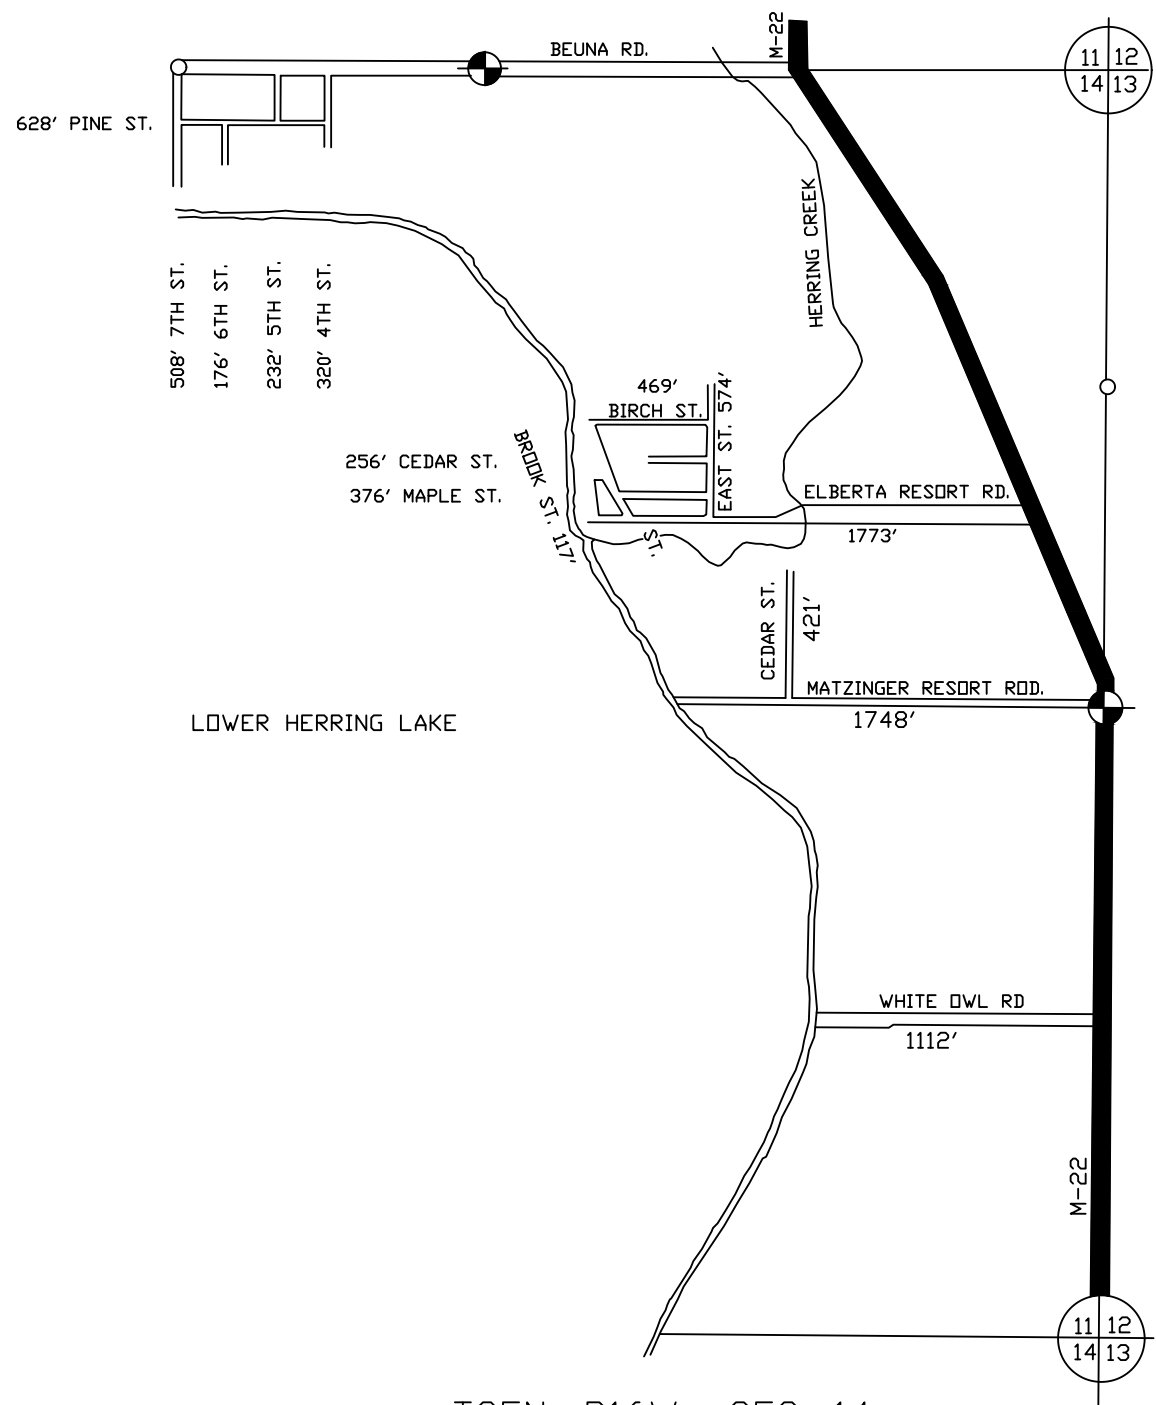 M-22
BEUNA RD.
11 12
14 13
628' PINE ST.
HERRING CREEK
508' 7TH ST.
176' 6TH ST.
232' 5TH ST.
320' 4TH ST.
469'
BIRCH ST.
EAST ST. 574'
256' CEDAR ST.
376' MAPLE ST.
BROOK ST. 117'
ELBERTA RESORT RD.
1773'
ST.
CEDAR ST.
421'
MATZINGER RESORT ROD.
1748'
LOWER HERRING LAKE
WHITE OWL RD
1112'
M-22
11 12
14 13